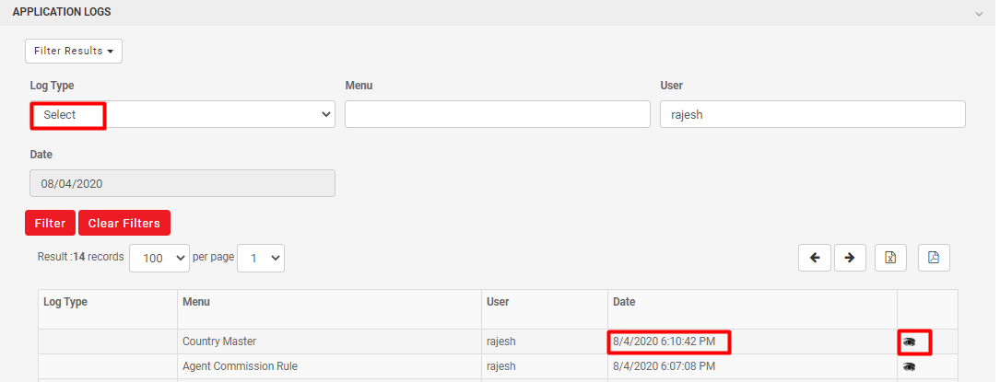 APPLICATION LOGS
Filter Results
Log Type Menu User
Select rajesh
Date
08/04/2020
Filter Clear Filters
Result :14 records 100 per page 1
Log Type Menu User Date
Country Master rajesh 8/4/2020 6:10:42 PM
Agent Commission Rule rajesh 8/4/2020 6:07:08 PM